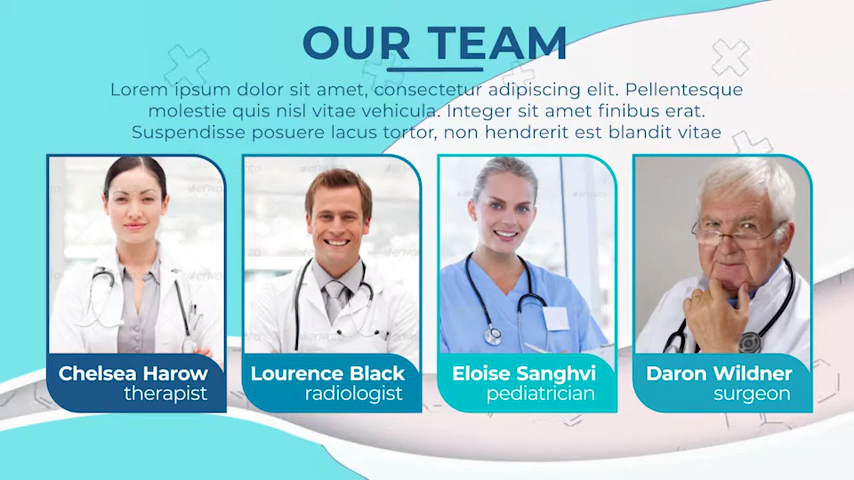 OUR TEAM
Lorem ipsum dolor sit amet, consectetur adipiscing elit. Pellentesque
molestie quis nisl vitae vehicula. Integer sit amet finibus erat.
Suspendisse posuere lacus tortor, non hendrerit est blandit vitae
Chelsea Harow
therapist
Lourence Black
radiologist
Eloise Sanghvi
pediatrician
Daron Wildner
surgeon